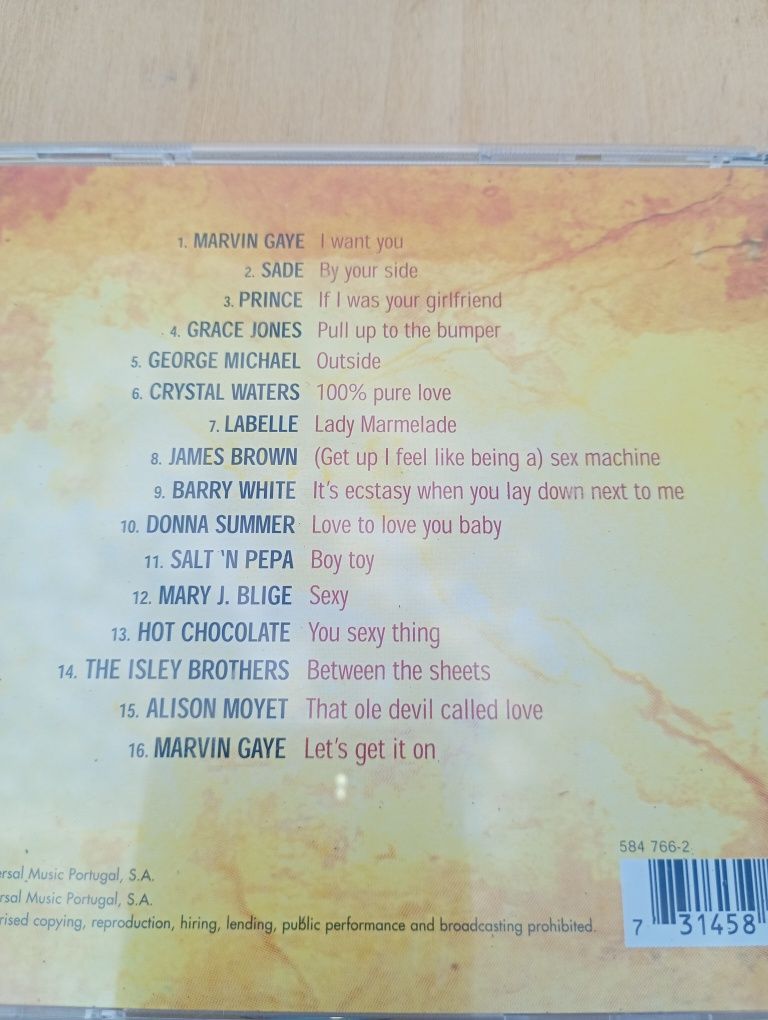 1. MARVIN GAYE I want you
2. SADE By your side
3. PRINCE If I was your girlfriend
4. GRACE JONES Pull up to the bumper
5. GEORGE MICHAEL Outside
6. CRYSTAL WATERS 100% pure love
7. LABELLE Lady Marmelade
8. JAMES BROWN (Get up I feel like being a) sex machine
9. BARRY WHITE It's ecstasy when you lay down next to me
10. DONNA SUMMER Love to love you baby
11. SALT 'N PEPA Boy toy
12. MARY J. BLIGE Sexy
13. HOT CHOCOLATE You sexy thing
14. THE ISLEY BROTHERS Between the sheets
15. ALISON MOYET That ole devil called love
16. MARVIN GAYE Let's get it on
584 766-2
ersal Music Portugal, S.A.
rsal Music Portugal, S.A.
rised copying, reproduction, hiring, lending, public performance and broadcasting prohibited.
7 31458